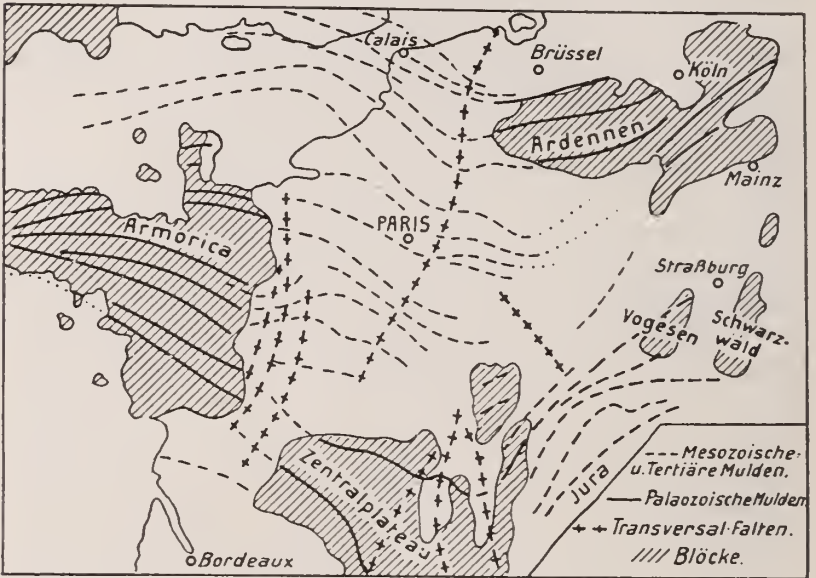 Calais
Brüssel
Köln
Ardennen
Mainz
Armorica
PARIS
Straßburg
Vogesen
Schwarz-
wald
Zentralplateau
Jura
Bordeaux
Mesozoische-
u. Tertiäre Mulden.
Paläozoische Mulden
Transversal-Falten.
Blöcke.